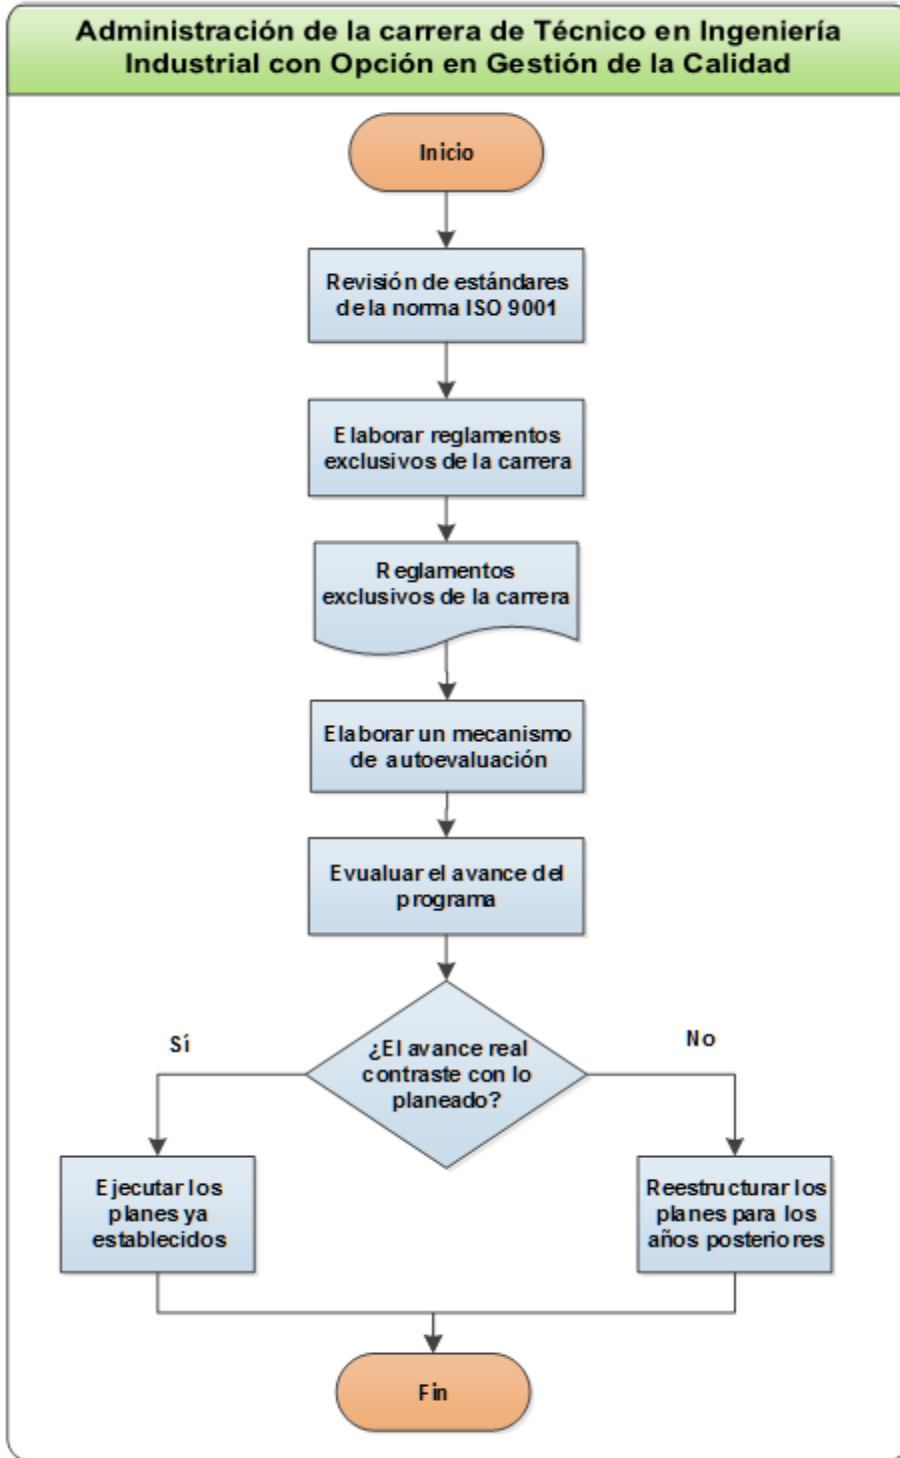 Administración de la carrera de Técnico en Ingeniería
Industrial con Opción en Gestión de la Calidad
Inicio
Revisión de estándares
de la norma ISO 9001
Elaborar reglamentos
exclusivos de la carrera
Reglamentos
exclusivos de la carrera
Elaborar un mecanismo
de autoevaluación
Evualuar el avance del
programa
¿El avance real
contraste con lo
planeado?
Sí
No
Ejecutar los
planes ya
establecidos
Reestructurar los
planes para los
años posteriores
Fin